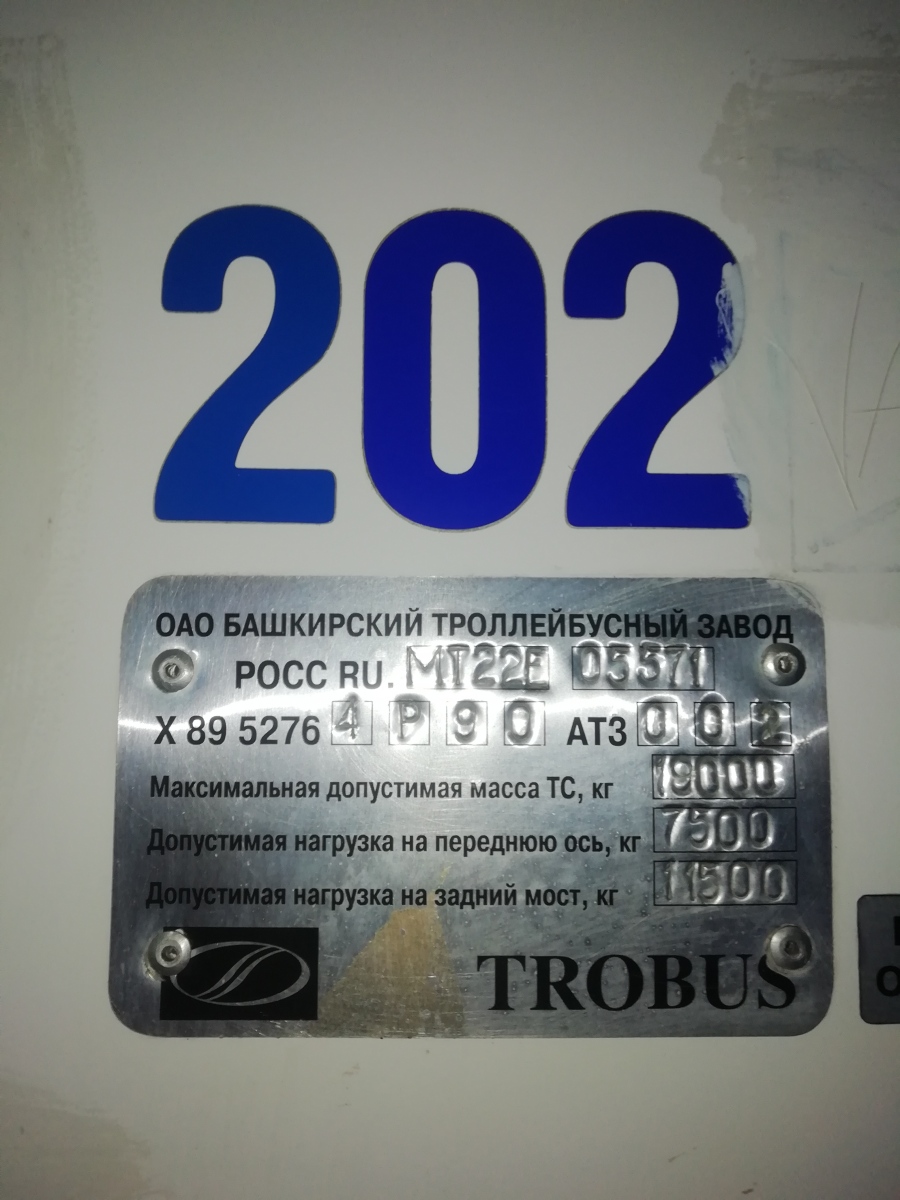 202
ОАО БАШКИРСКИЙ ТРОЛЛЕЙБУСНЫЙ ЗАВОД
РОСС RU. МТ22Е 05571
X 89 5276 4 P 9 0 АТ3 0 0 2
Максимальная допустимая масса ТС, кг 19000
Допустимая нагрузка на переднюю ось, кг 7500
Допустимая нагрузка на задний мост, кг 11500
TROBUS